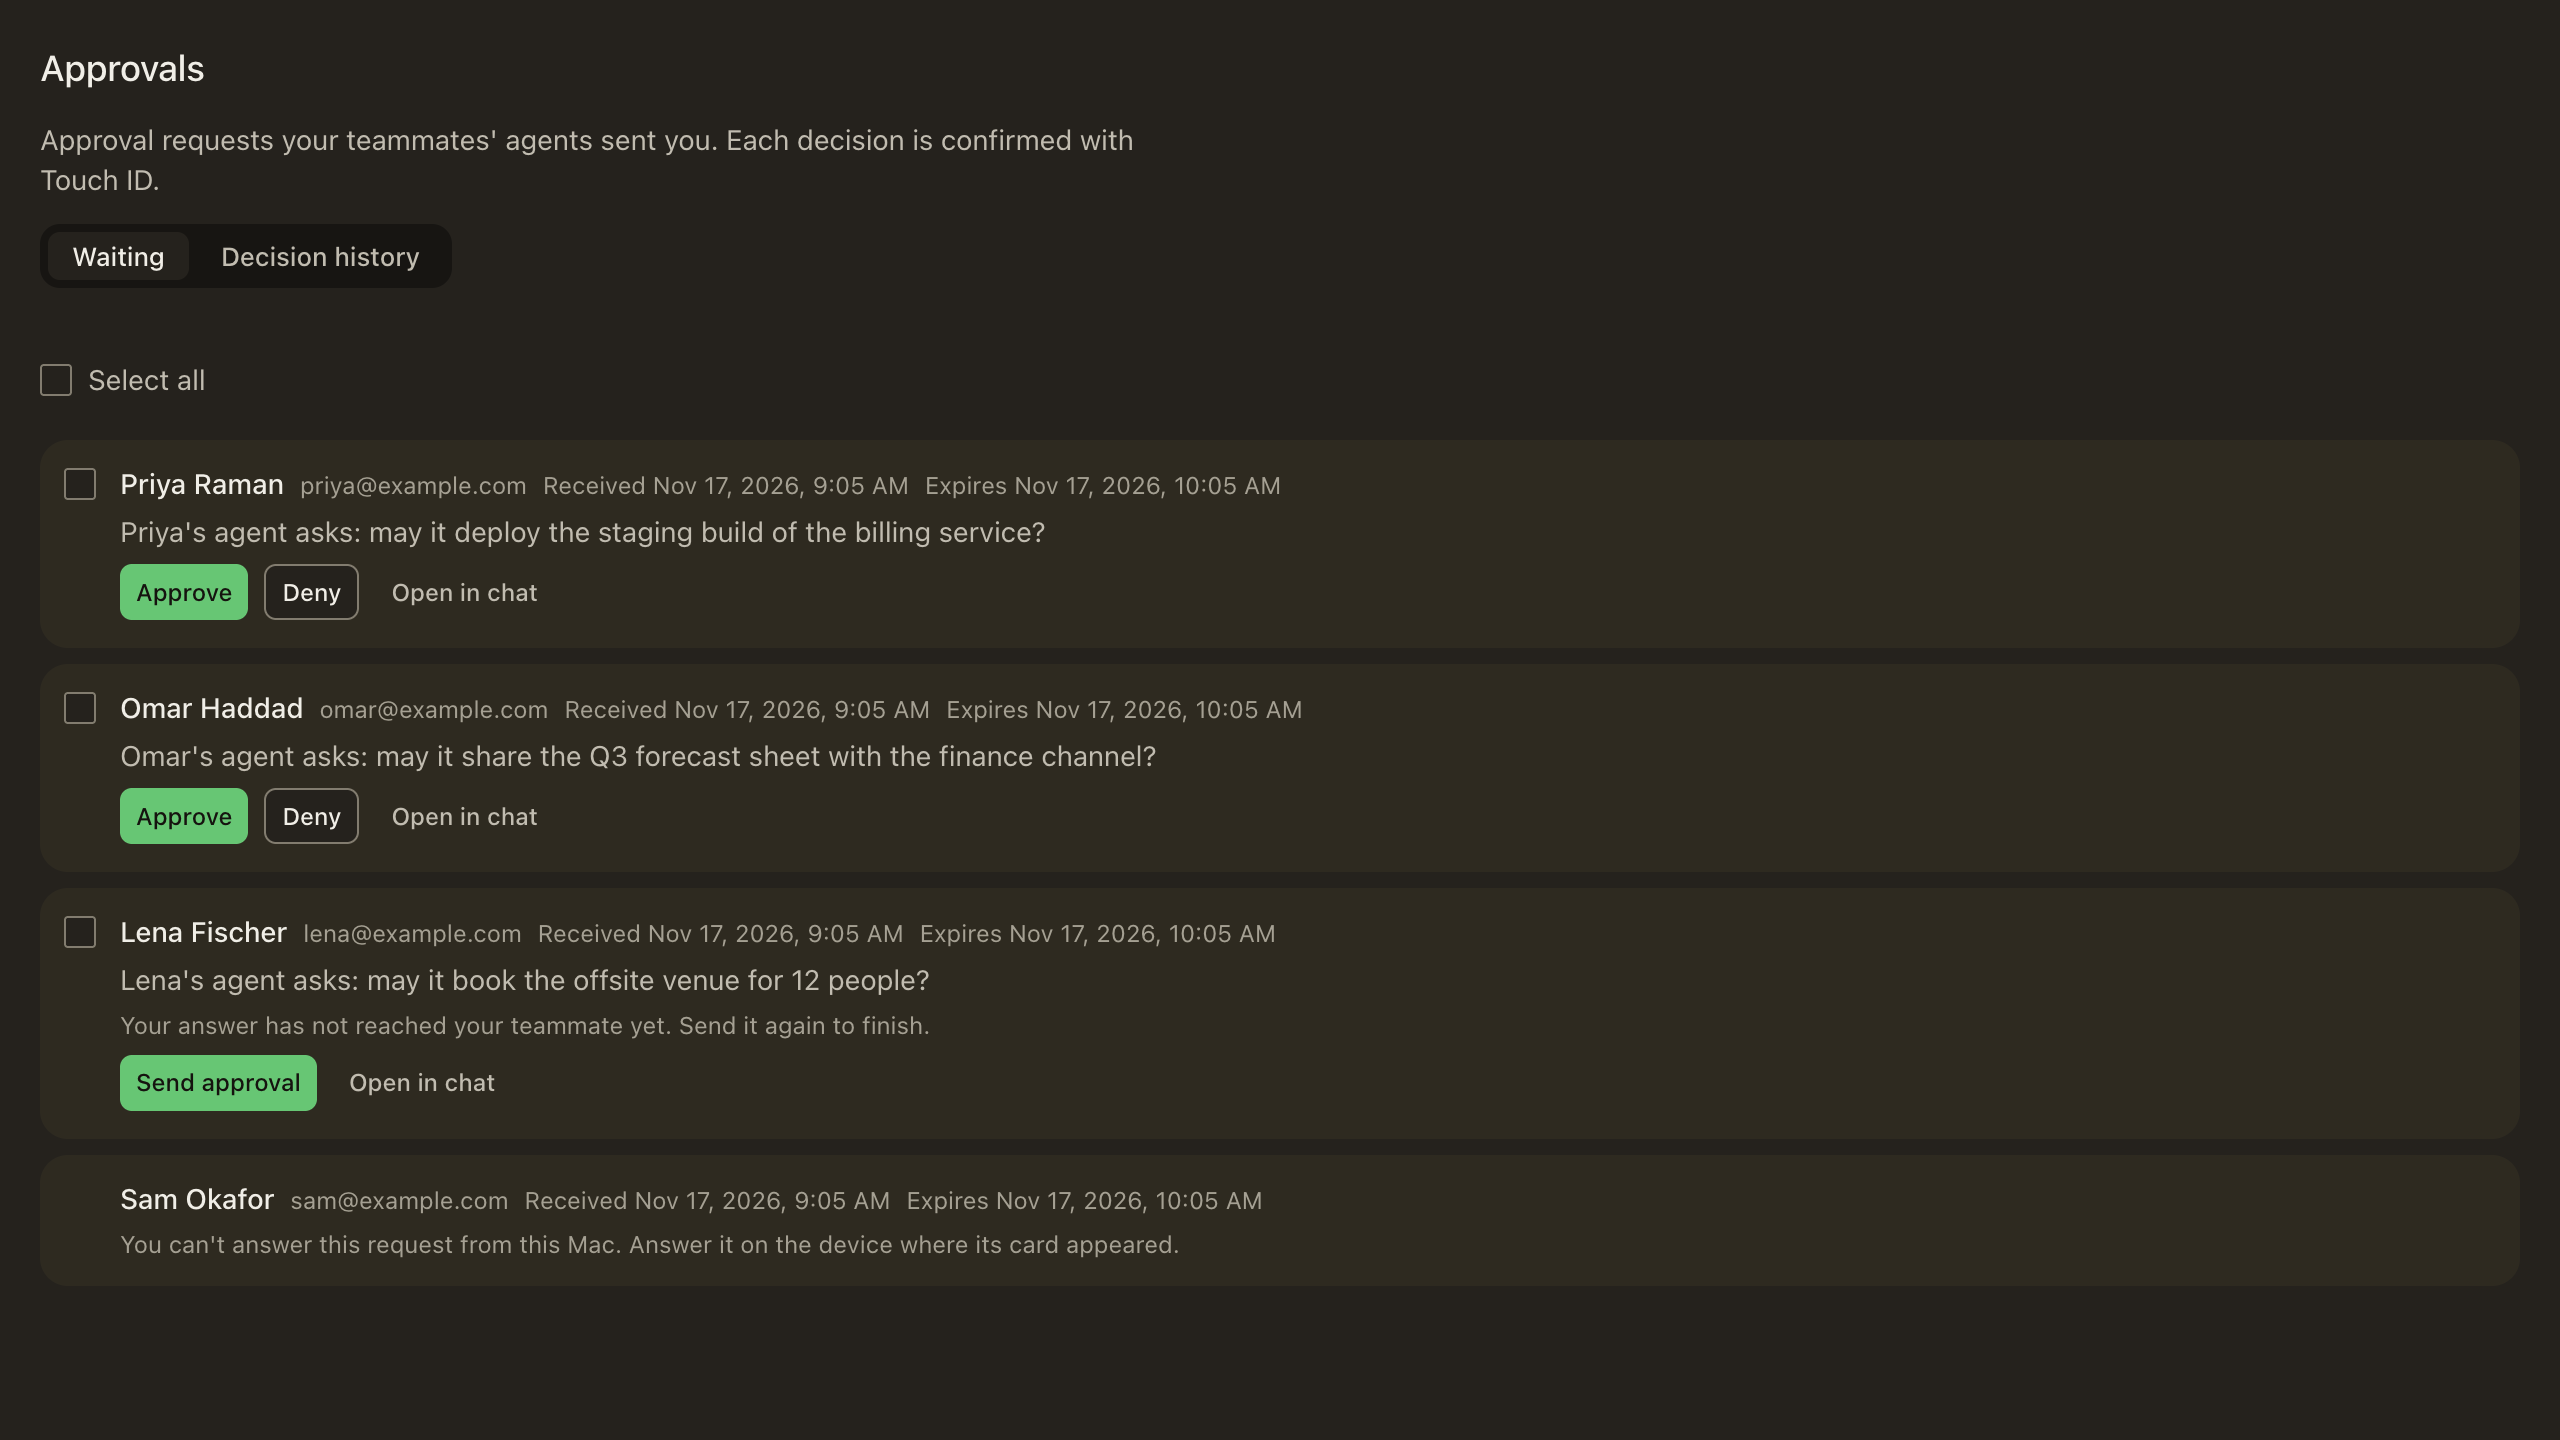 Approvals
Approval requests your teammates' agents sent you. Each decision is confirmed with
Touch ID.
Waiting Decision history
Select all
Priya Raman priya@example.com Received Nov 17, 2026, 9:05 AM Expires Nov 17, 2026, 10:05 AM
Priya's agent asks: may it deploy the staging build of the billing service?
Approve Deny Open in chat
Omar Haddad omar@example.com Received Nov 17, 2026, 9:05 AM Expires Nov 17, 2026, 10:05 AM
Omar's agent asks: may it share the Q3 forecast sheet with the finance channel?
Approve Deny Open in chat
Lena Fischer lena@example.com Received Nov 17, 2026, 9:05 AM Expires Nov 17, 2026, 10:05 AM
Lena's agent asks: may it book the offsite venue for 12 people?
Your answer has not reached your teammate yet. Send it again to finish.
Send approval Open in chat
Sam Okafor sam@example.com Received Nov 17, 2026, 9:05 AM Expires Nov 17, 2026, 10:05 AM
You can't answer this request from this Mac. Answer it on the device where its card appeared.